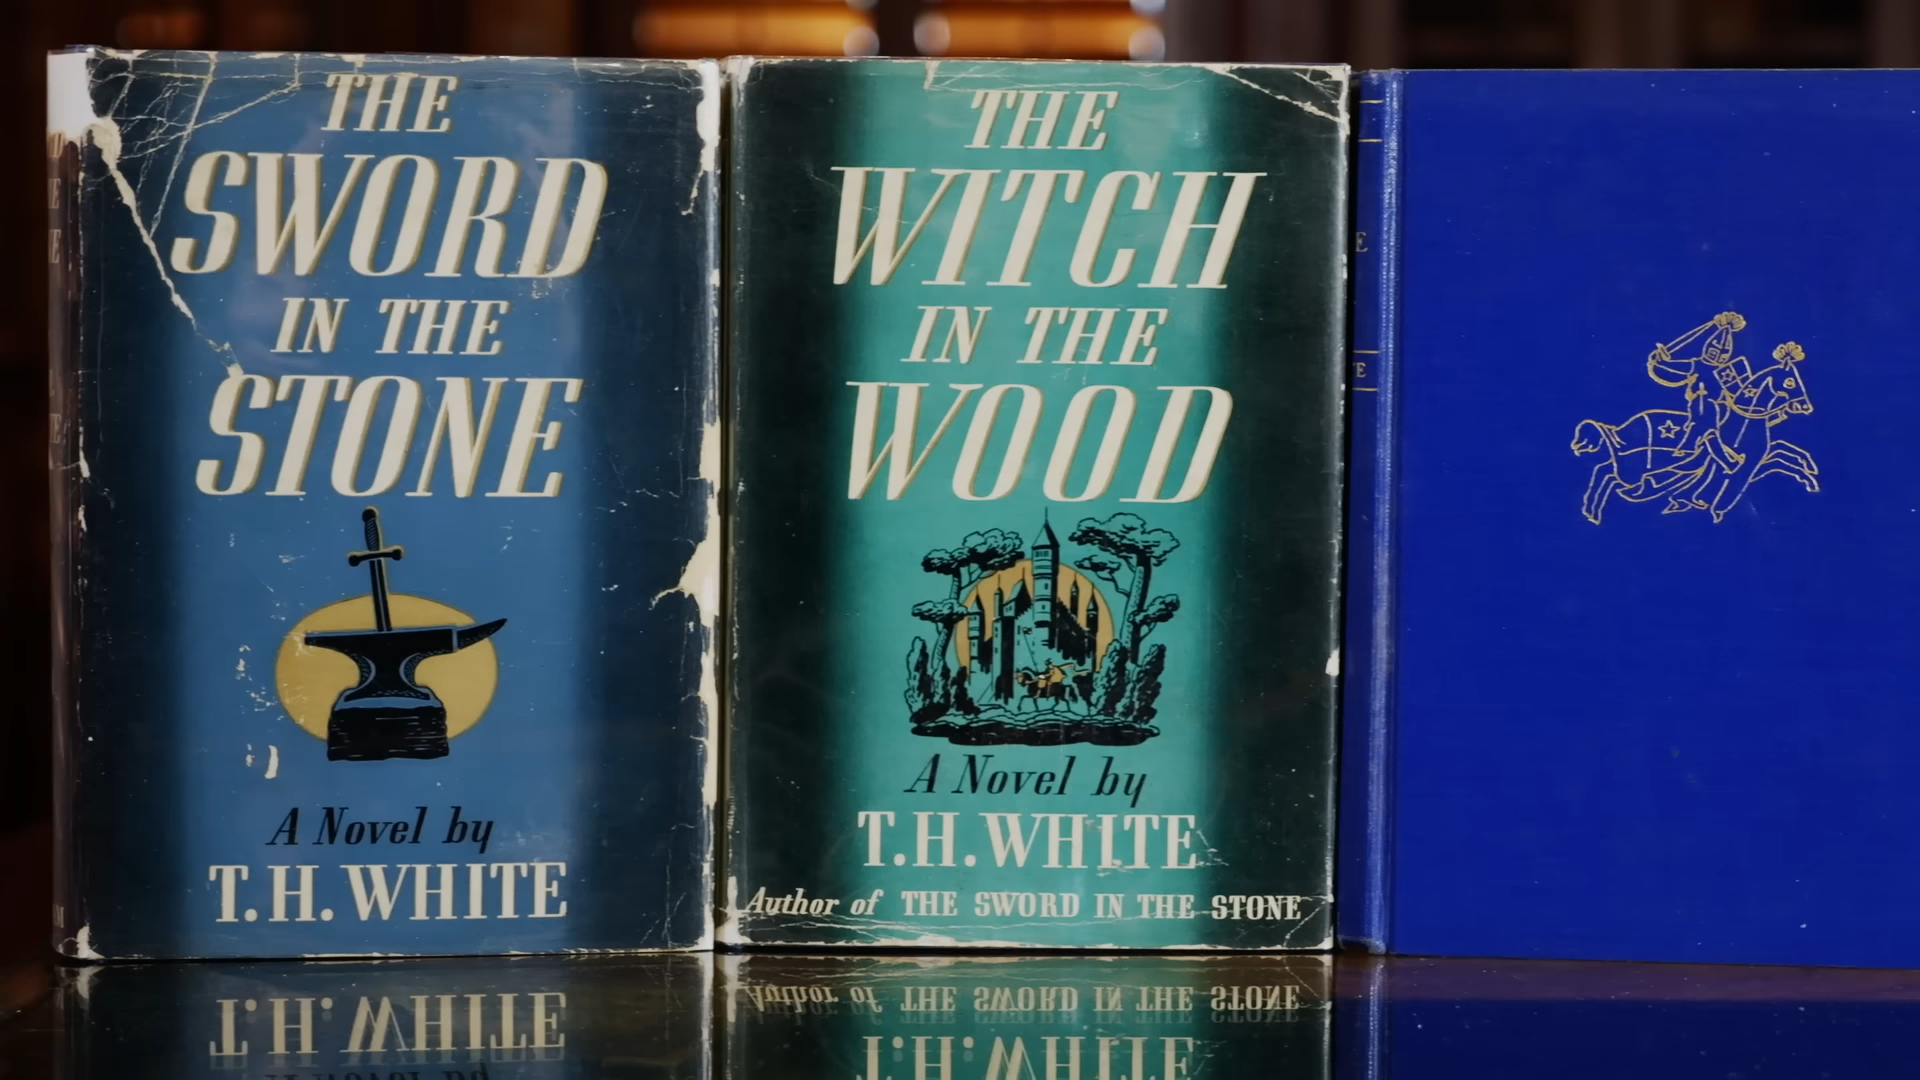 THE
SWORD
IN THE
STONE
A Novel by
T.H. WHITE
THE
WITCH
IN THE
WOOD
A Novel by
T.H. WHITE
Author of THE SWORD IN THE STONE